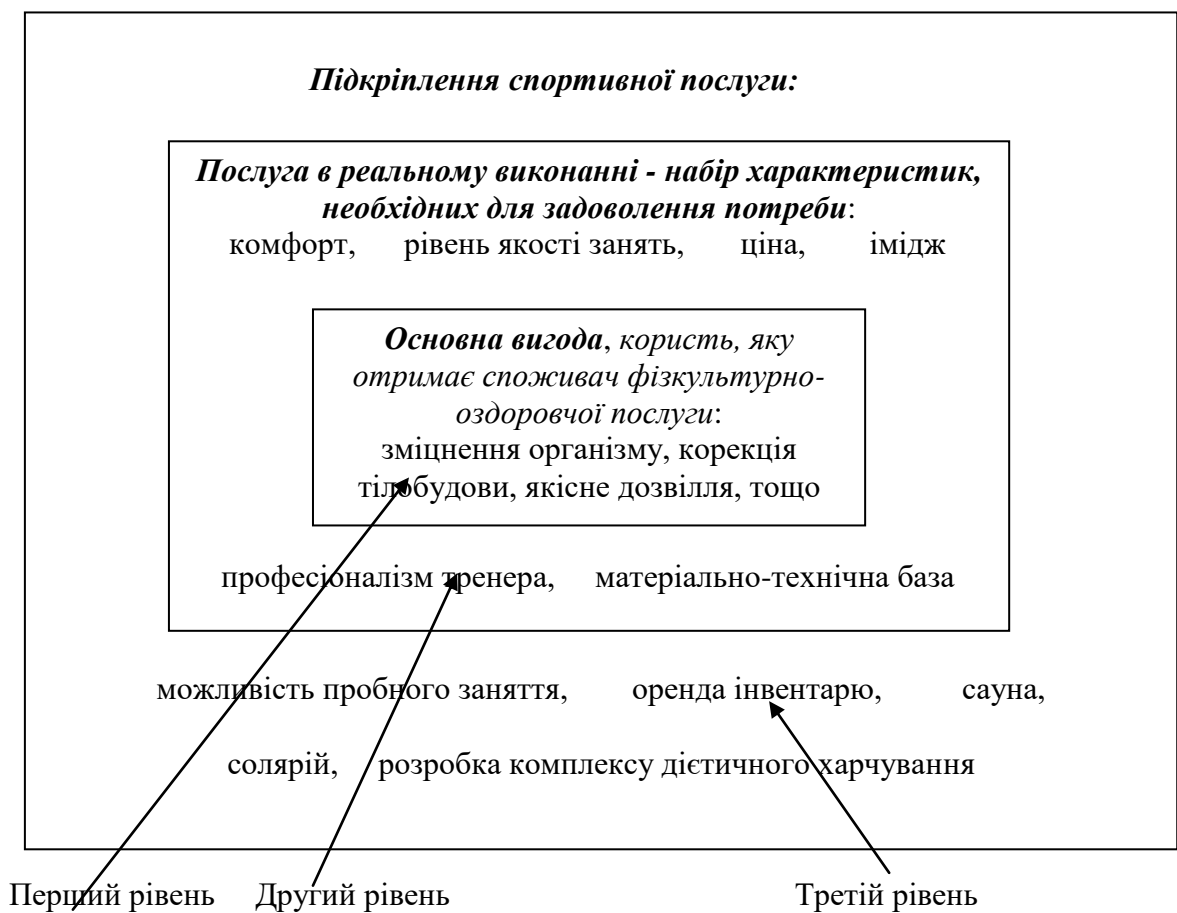 Підкріплення спортивної послуги:
Послуга в реальному виконанні - набір характеристик,
необхідних для задоволення потреби:
комфорт, рівень якості занять, ціна, імідж
Основна вигода, користь, яку
отримає споживач фізкультурно-
оздоровчої послуги:
зміцнення організму, корекція
тілобудови, якісне дозвілля, тощо
професіоналізм тренера, матеріально-технічна база
можливість пробного заняття, оренда інвентарю, сауна,
солярій, розробка комплексу дієтичного харчування
Перший рівень Другий рівень Третій рівень